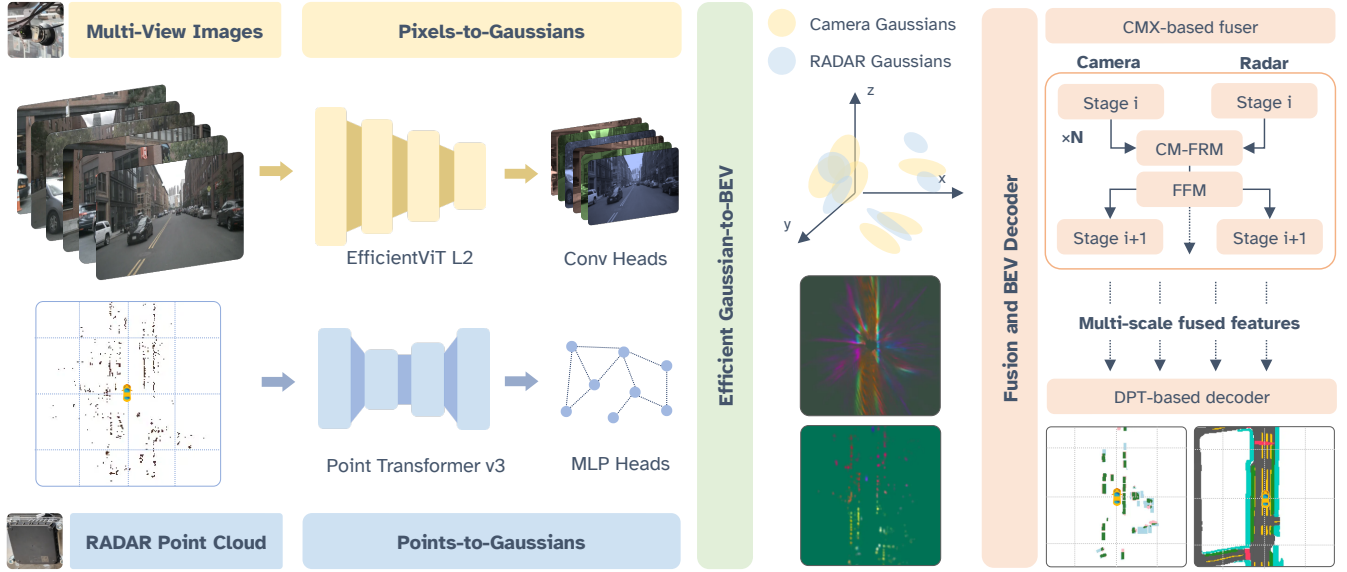 Multi-View Images
Pixels-to-Gaussians
EfficientViT L2
Conv Heads
Point Transformer v3
MLP Heads
RADAR Point Cloud
Points-to-Gaussians
Efficient Gaussian-to-BEV
Camera Gaussians
RADAR Gaussians
z
x
y
Fusion and BEV Decoder
CMX-based fuser
Camera
Radar
Stage i
Stage i
×N
CM-FRM
FFM
Stage i+1
Stage i+1
Multi-scale fused features
DPT-based decoder